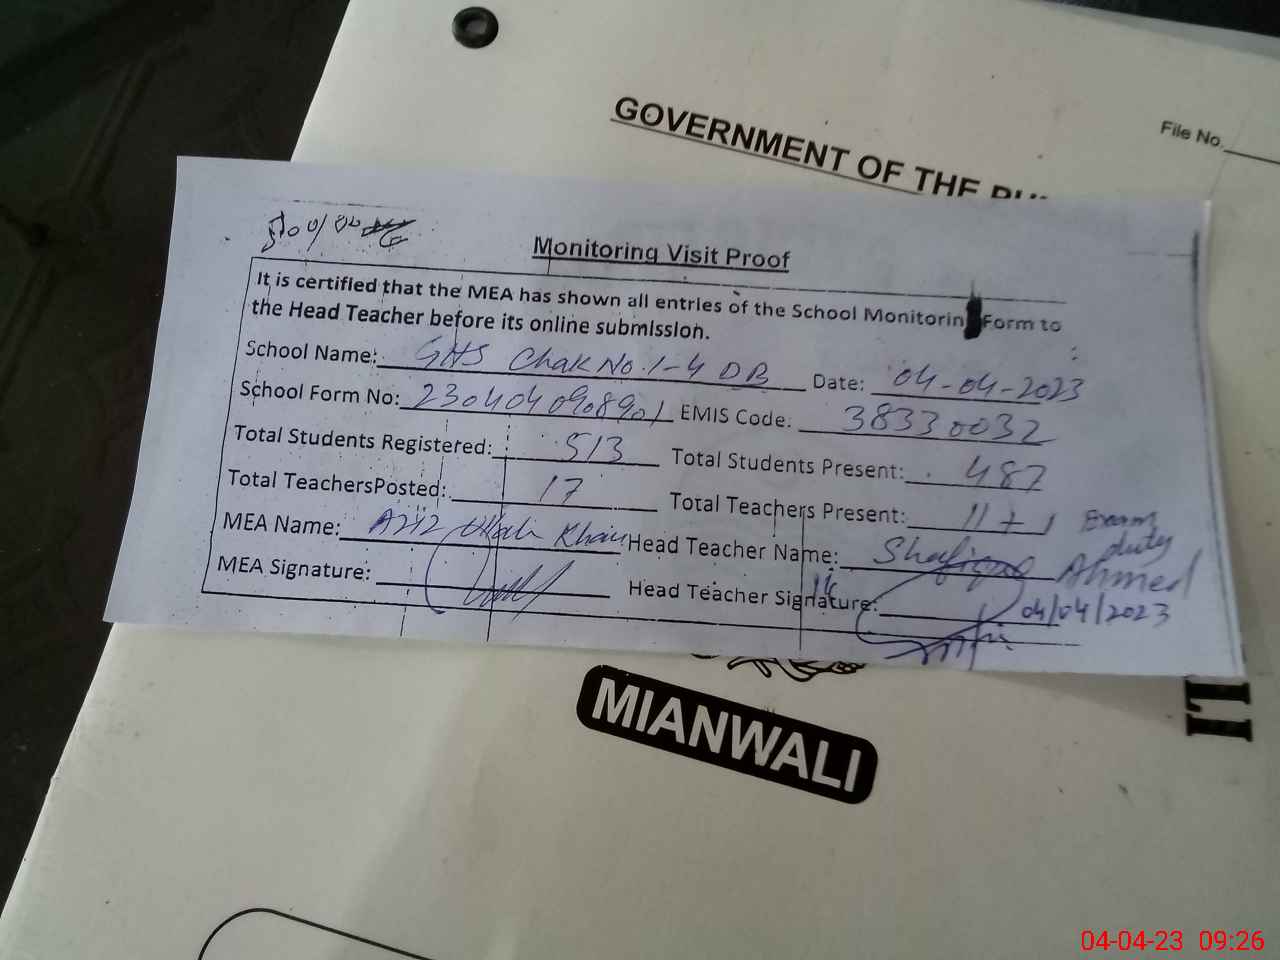 File No.
GOVERNMENT OF THE
Monitoring Visit Proof
It is certified that the MEA has shown all entries of the School Monitorin Form to
the Head Teacher before its online submission.
School Name: GHS Chak No. 1-4 DB Date: 04-04-2023
School Form No: 2304040908901 EMIS Code: 38330032
Total Students Registered: 513 Total Students Present: 487
Total TeachersPosted: 17 Total Teachers Present: 11 + 1 Exam duty
MEA Name: Khan Head Teacher Name: Shafique Ahmed
MEA Signature: Head Teacher Signature: 04/04/2023
MIANWALI
04-04-23 09:26